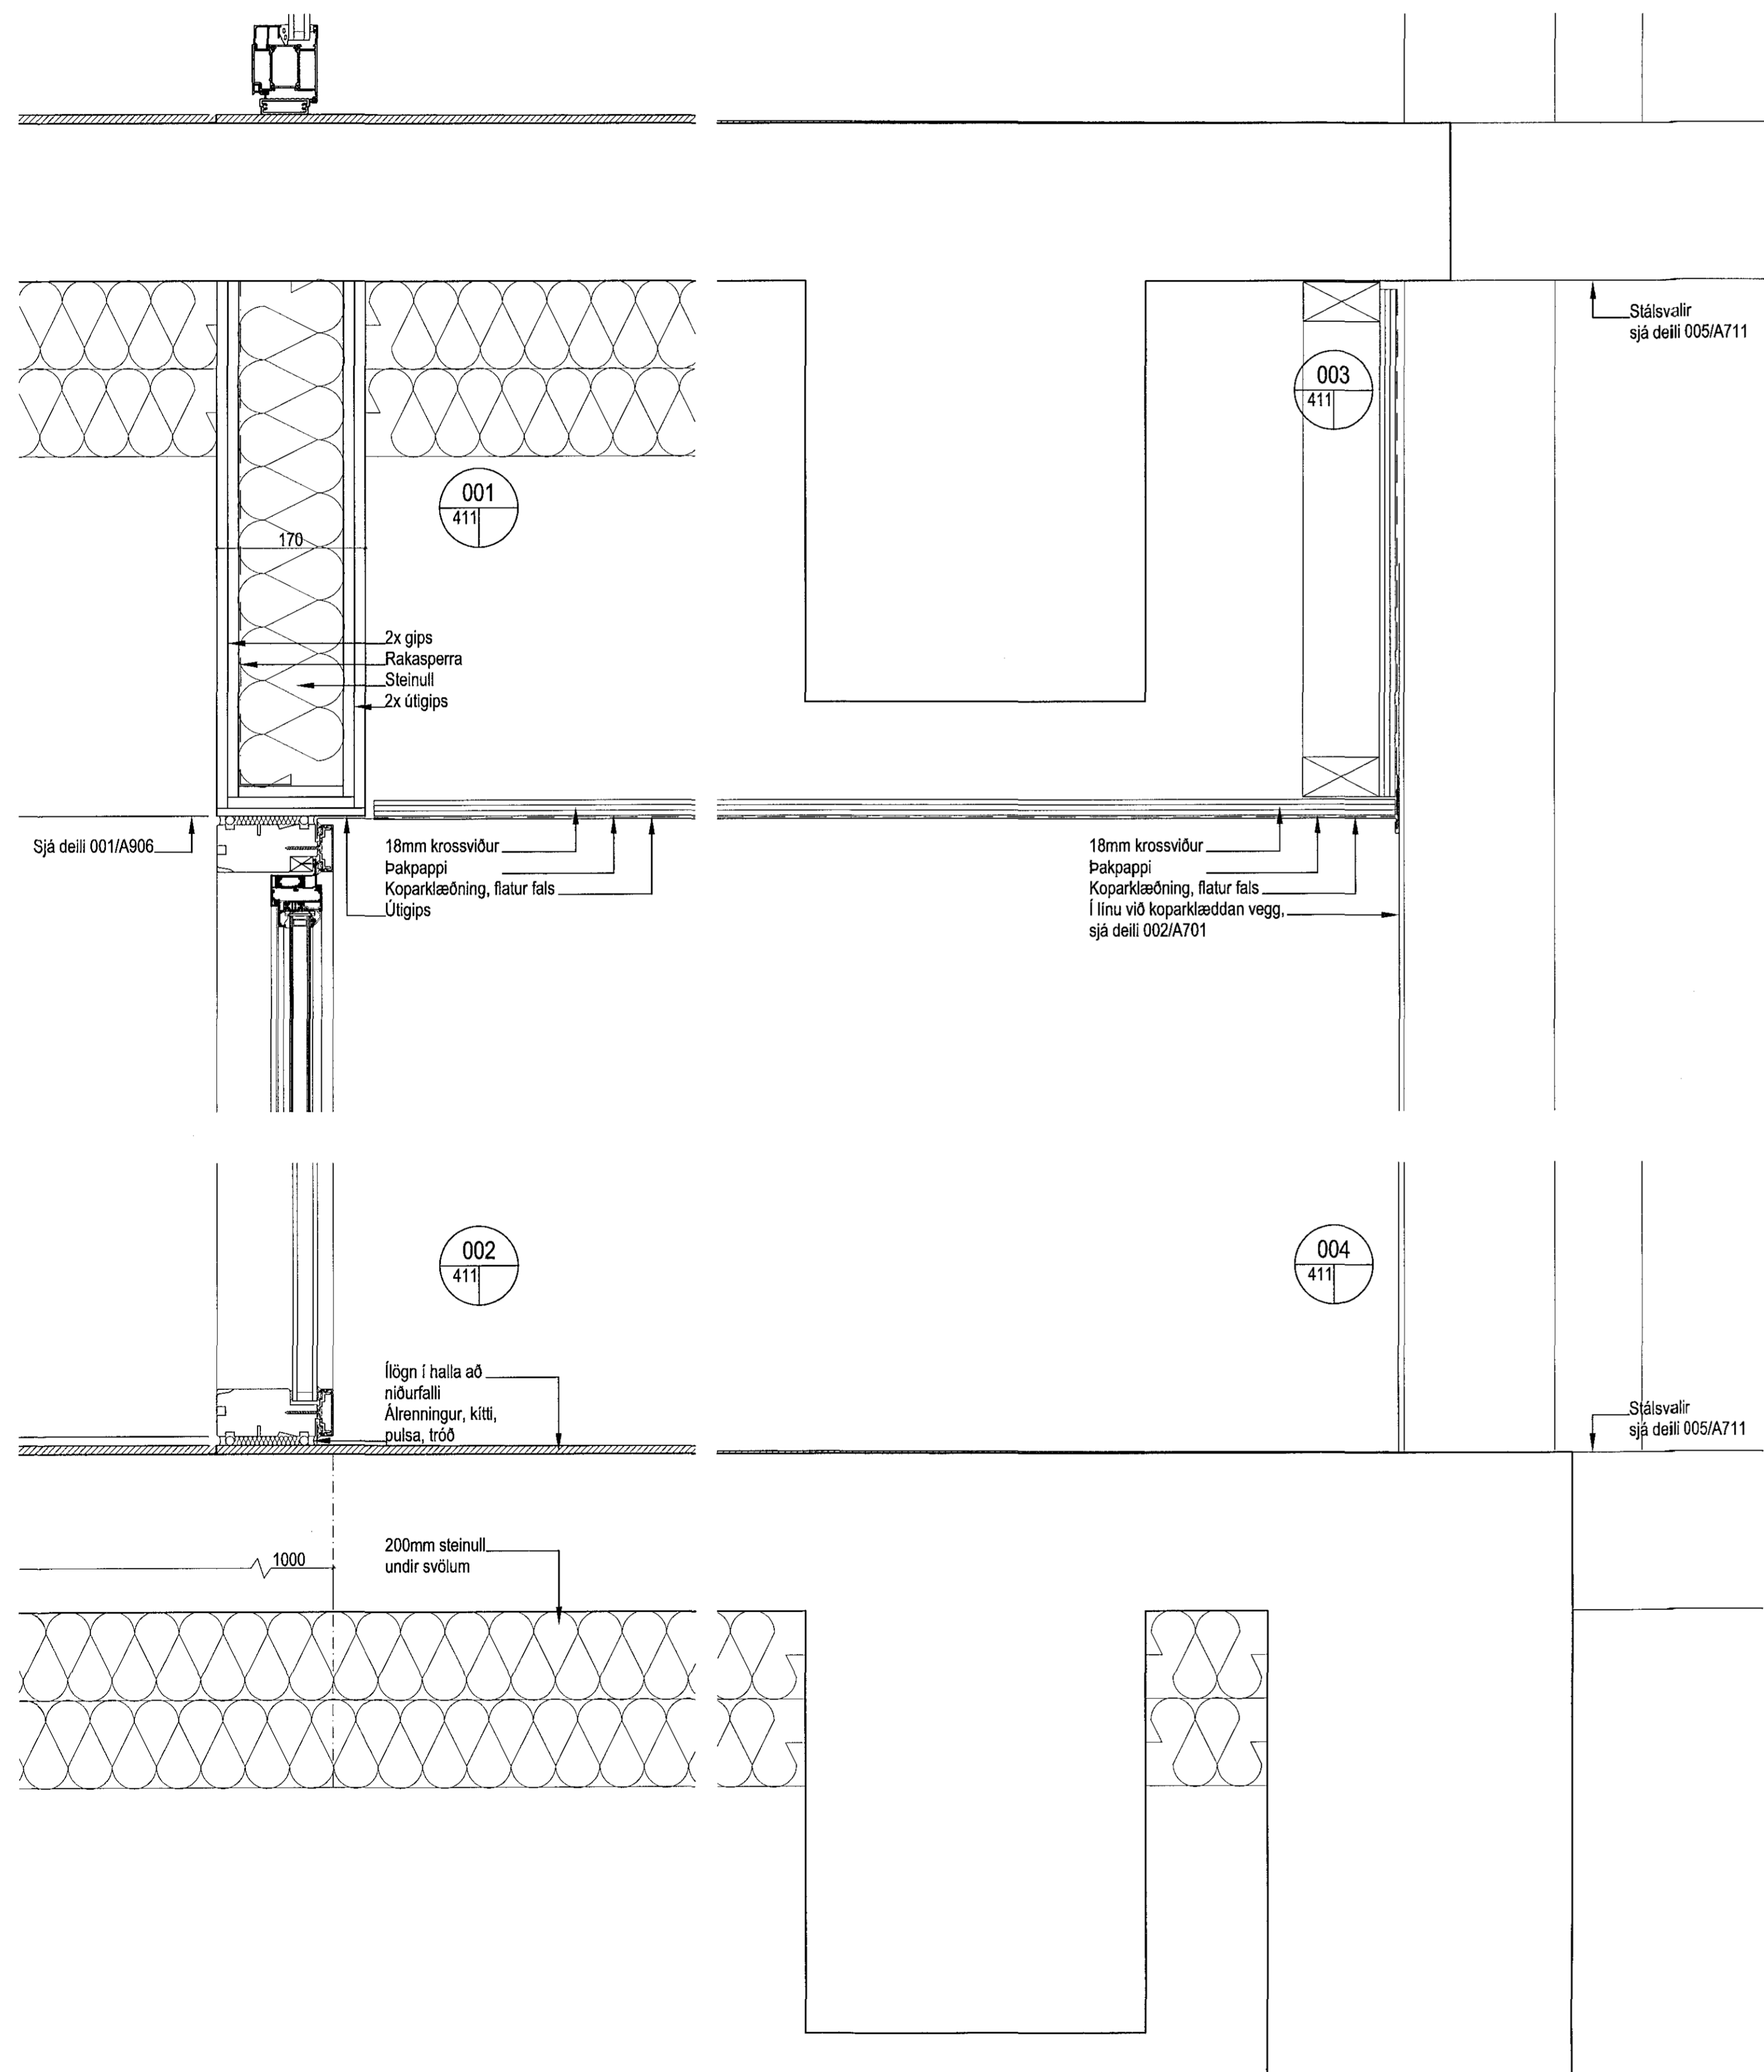 Stálsvalir
sjá deili 005/A711
003
411
001
411
170
2x gips
Rakasperra
Steinull
2x útigips
Sjá deili 001/A906
18mm krossviður
Þakpappi
Koparklæðning, flatur fals
Útigips
18mm krossviður
Þakpappi
Koparklæðning, flatur fals
Í línu við koparklæddan vegg,
sjá deili 002/A701
002
411
004
411
Ílögn í halla að
niðurfalli
Álrenningur, kítti,
pulsa, tróð
Stálsvalir
sjá deili 005/A711
1000
200mm steinull
undir svölum